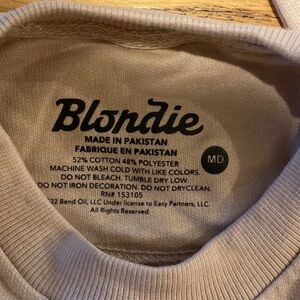 Blondie
MADE IN PAKISTAN
FABRIQUE EN PAKISTAN
52% COTTON 48% POLYESTER
MACHINE WASH COLD WITH LIKE COLORS.
DO NOT BLEACH. TUMBLE DRY LOW.
DO NOT IRON DECORATION. DO NOT DRYCLEAN.
RN# 153105
22 Bend Oil, LLC Under license to Easy Partners, LLC.
All Rights Reserved
MD